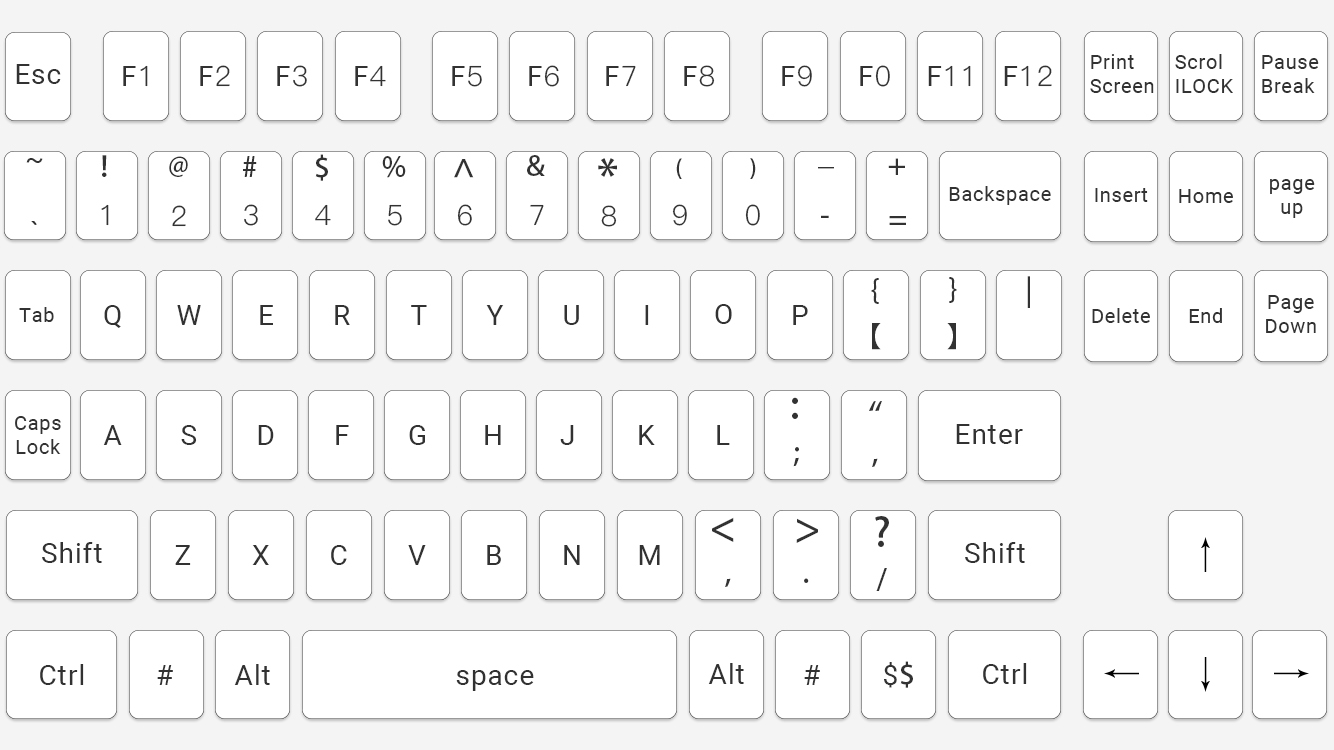 Esc F1 F2 F3 F4 F5 F6 F7 F8 F9 F0 F11 F12 Print Scrol Pause
Screen lLOCK Break
~ ! @ # $ % ^ & * ( ) — +
` 1 2 3 4 5 6 7 8 9 0 - = Backspace Insert Home page
up
Tab Q W E R T Y U I O P { } | Delete End Page
【 】 Down
Caps A S D F G H J K L : “ Enter
Lock ; ,
Shift Z X C V B N M < > ? Shift ↑
, . /
Ctrl # Alt space Alt # $$ Ctrl ← ↓ →